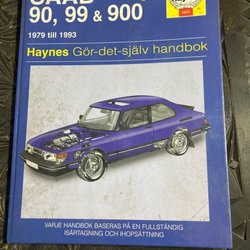 SAAB
90, 99 & 900
1979 till 1993
Haynes Gör-det-själv handbok
VARJE HANDBOK BASERAS PÅ EN FULLSTÄNDIG
ISÄRTAGNING OCH IHOPSÄTTNING